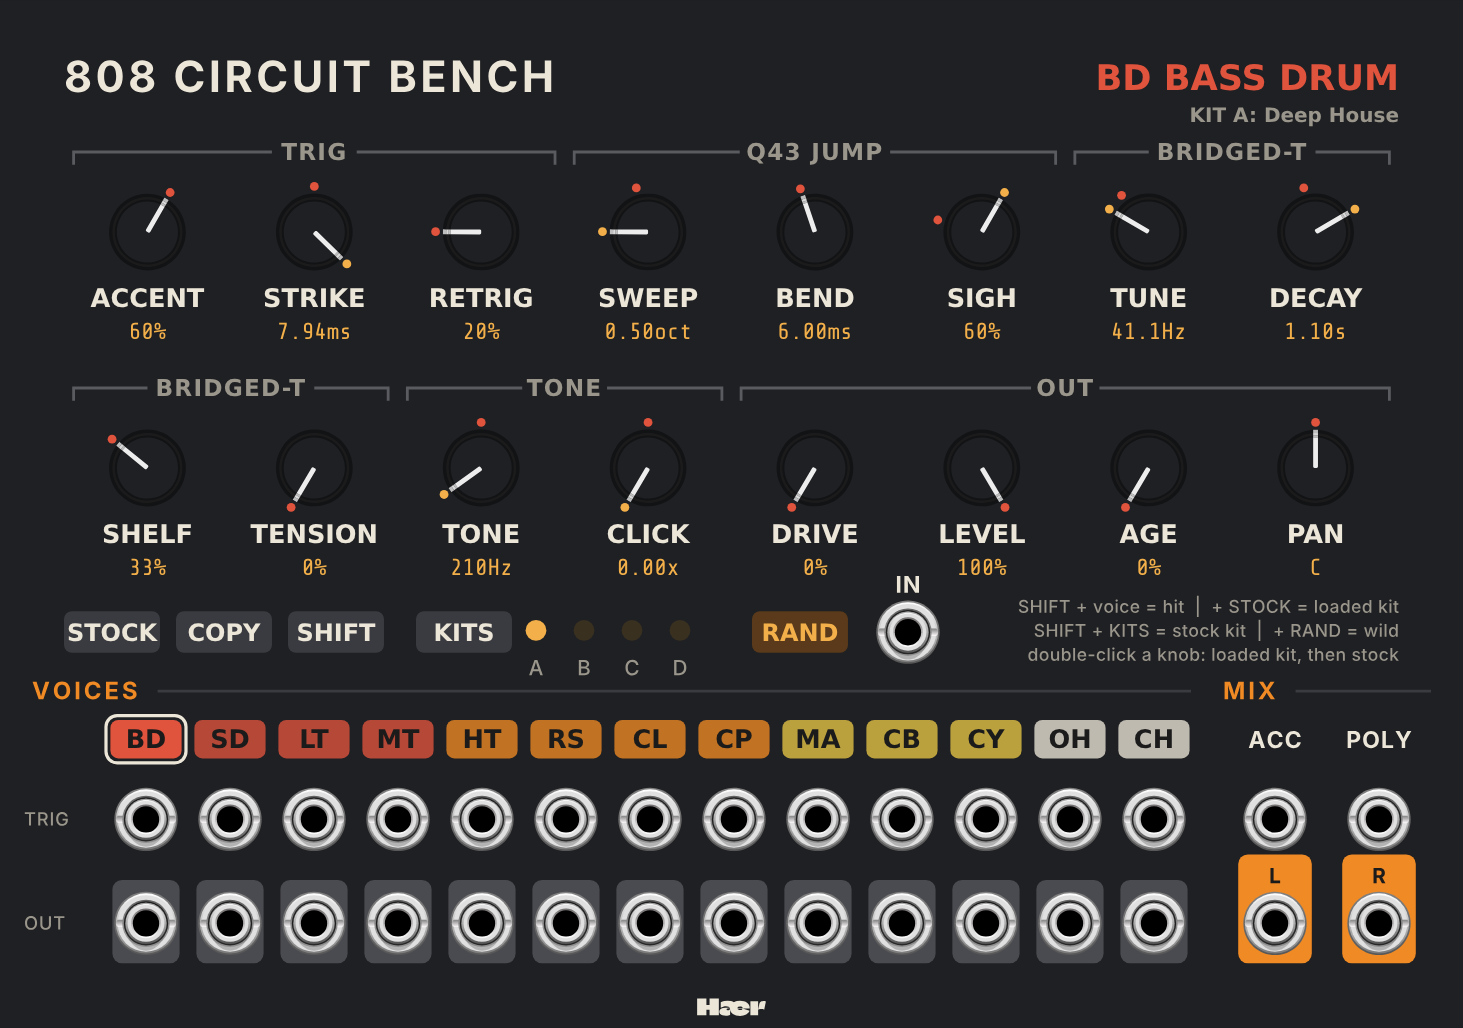 808 CIRCUIT BENCH
BD BASS DRUM
KIT A: Deep House
TRIG Q43 JUMP BRIDGED-T
ACCENT STRIKE RETRIG SWEEP BEND SIGH TUNE DECAY
60% 7.94ms 20% 0.50oct 6.00ms 60% 41.1Hz 1.10s
BRIDGED-T TONE OUT
SHELF TENSION TONE CLICK DRIVE LEVEL AGE PAN
33% 0% 210Hz 0.00x 0% 100% 0% C
IN
STOCK COPY SHIFT KITS RAND
A B C D
SHIFT + voice = hit | + STOCK = loaded kit
SHIFT + KITS = stock kit | + RAND = wild
double-click a knob: loaded kit, then stock
VOICES MIX
BD SD LT MT HT RS CL CP MA CB CY OH CH ACC POLY
TRIG
L R
OUT
Hær